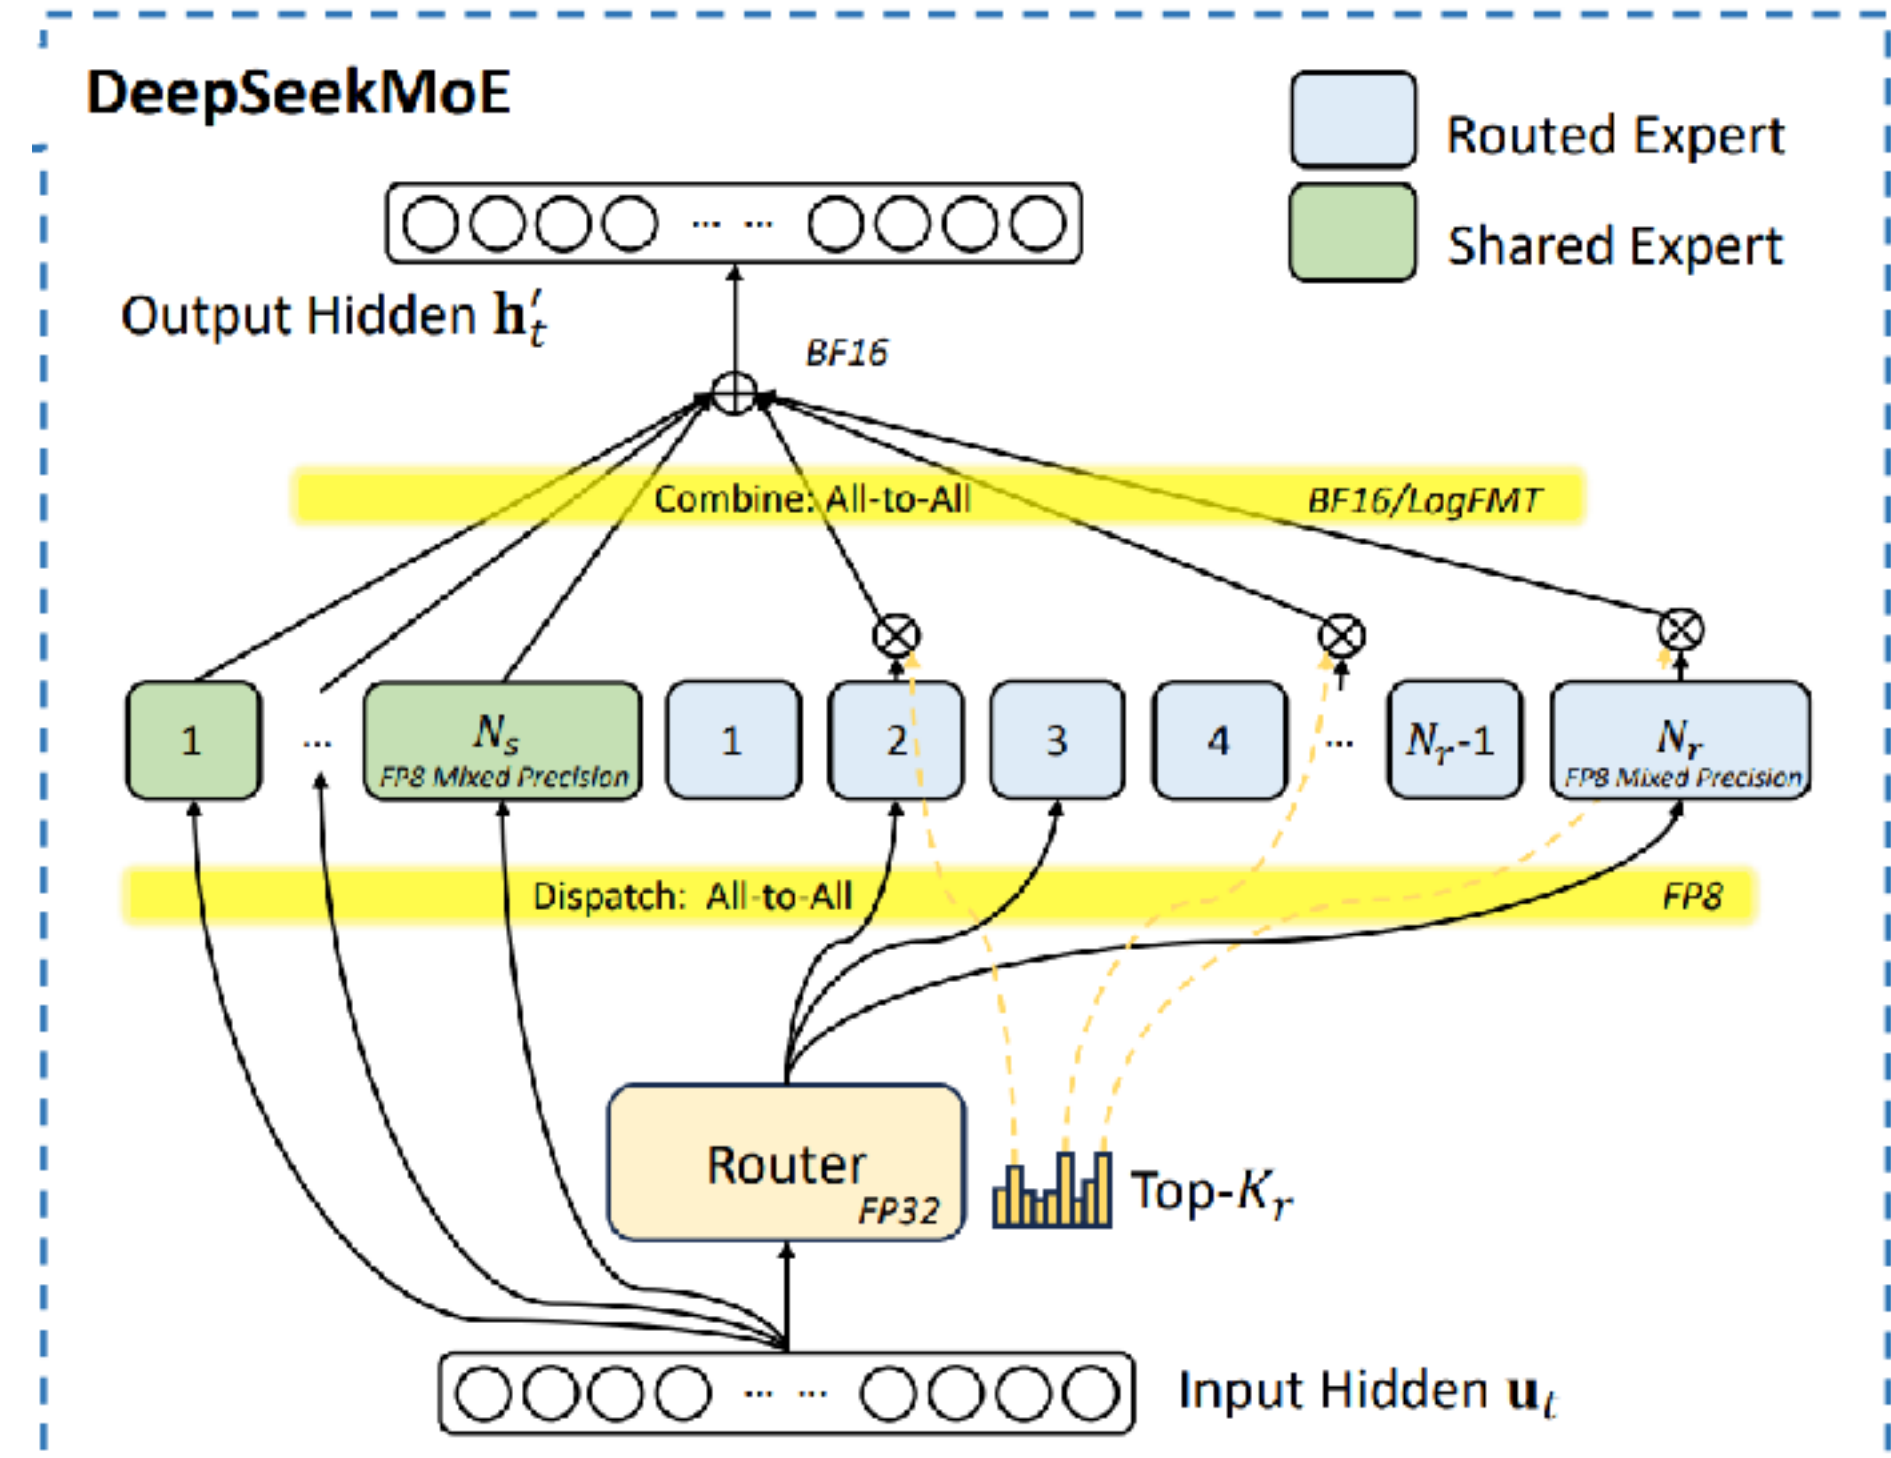 DeepSeekMoE
Routed Expert
Shared Expert
Output Hidden h′t
BF16
Combine: All-to-All
BF16/LogFMT
1
...
Ns
FP8 Mixed Precision
1
2
3
4
...
Nr-1
Nr
FP8 Mixed Precision
Dispatch: All-to-All
FP8
Router
FP32
Top-Kr
Input Hidden ut